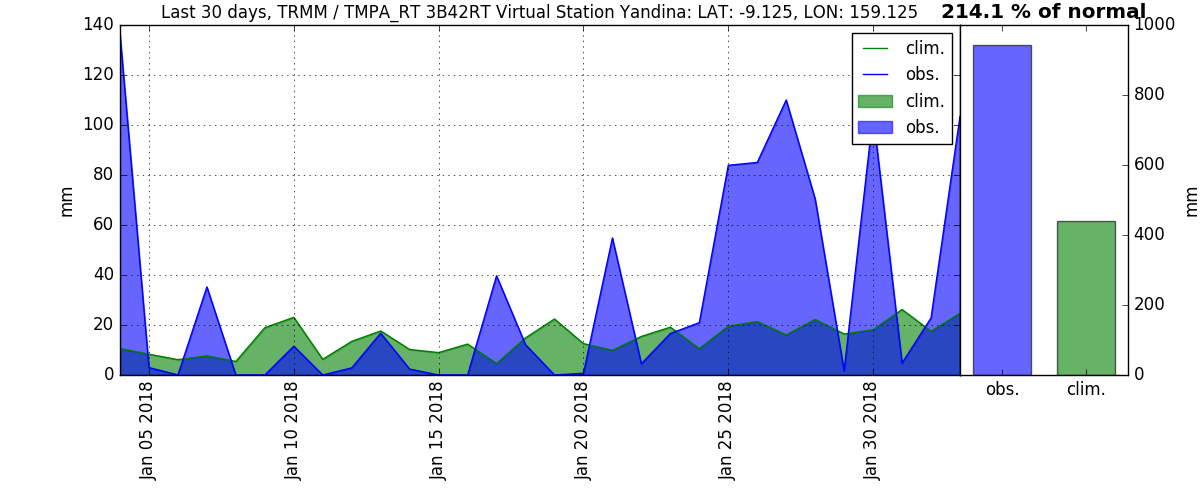 Last 30 days, TRMM / TMPA_RT 3B42RT Virtual Station Yandina: LAT: -9.125, LON: 159.125
214.1 % of normal
140
120
100
80
60
40
20
0
mm
clim.
obs.
clim.
obs.
Jan 05 2018
Jan 10 2018
Jan 15 2018
Jan 20 2018
Jan 25 2018
Jan 30 2018
1000
800
600
400
200
0
mm
obs.
clim.